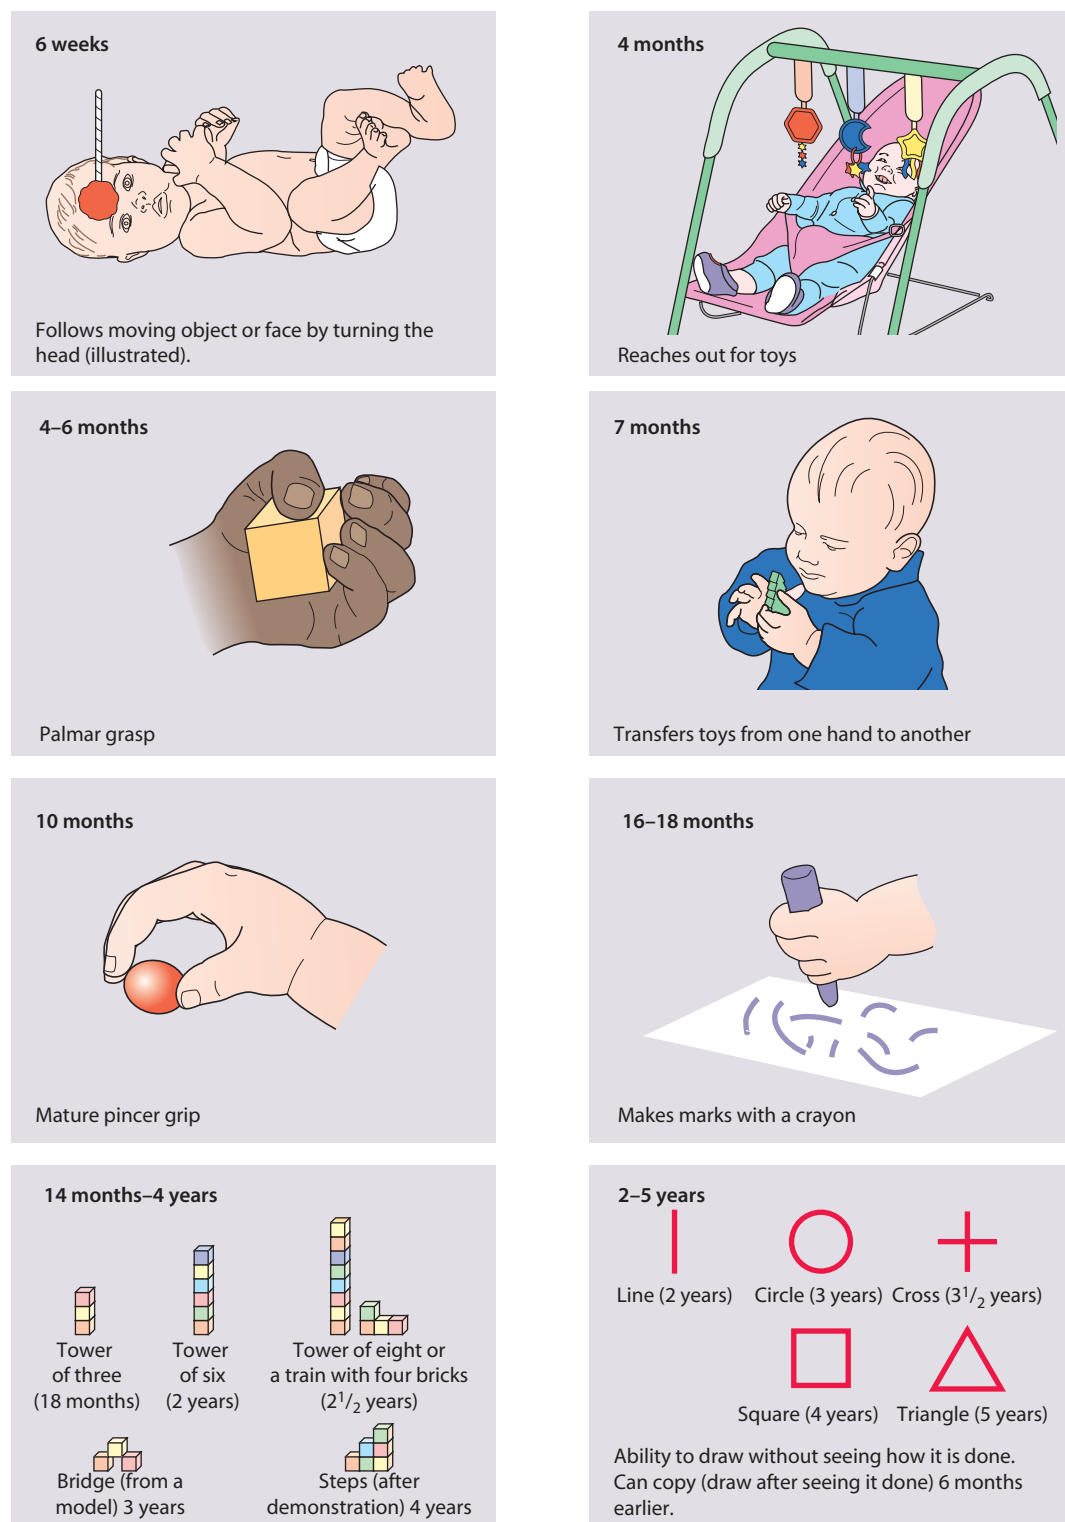 6 weeks
Follows moving object or face by turning the
head (illustrated).
4 months
Reaches out for toys
4–6 months
Palmar grasp
7 months
Transfers toys from one hand to another
10 months
Mature pincer grip
16–18 months
Makes marks with a crayon
14 months–4 years
Tower
of three
(18 months)
Tower
of six
(2 years)
Tower of eight or
a train with four bricks
(2 1/2 years)
Bridge (from a
model) 3 years
Steps (after
demonstration) 4 years
2–5 years
Line (2 years)
Circle (3 years)
Cross (3 1/2 years)
Square (4 years)
Triangle (5 years)
Ability to draw without seeing how it is done.
Can copy (draw after seeing it done) 6 months
earlier.